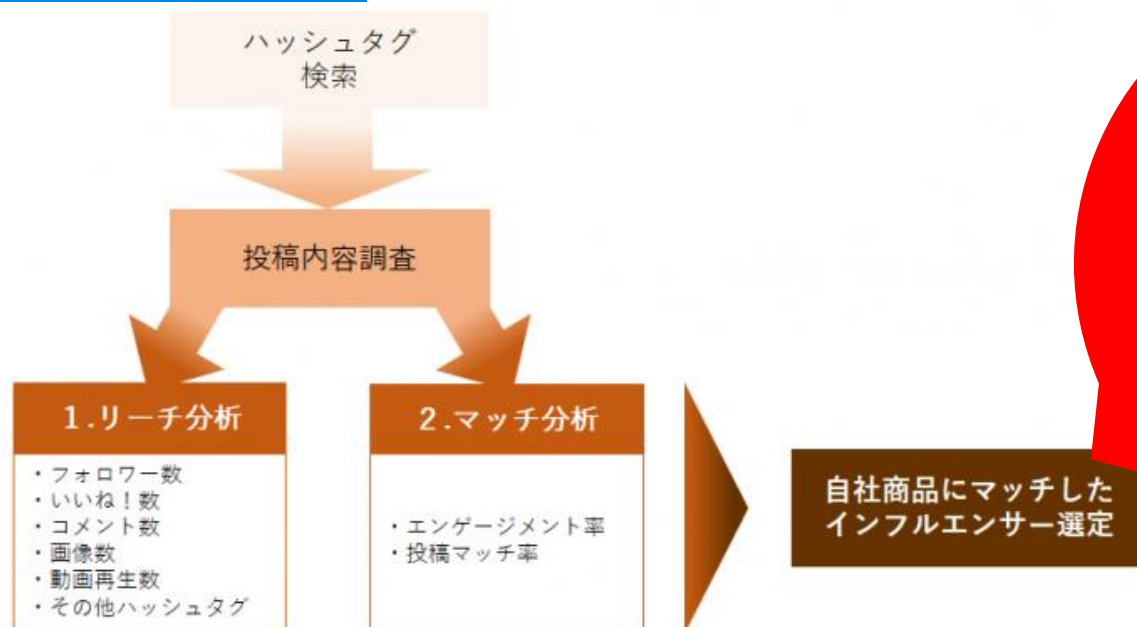 ハッシュタグ
検索
投稿内容調査
1.リーチ分析
・フォロワー数
・いいね!数
・コメント数
・画像数
・動画再生数
・その他ハッシュタグ
2.マッチ分析
・エンゲージメント率
・投稿マッチ率
自社商品にマッチした
インフルエンサー選定